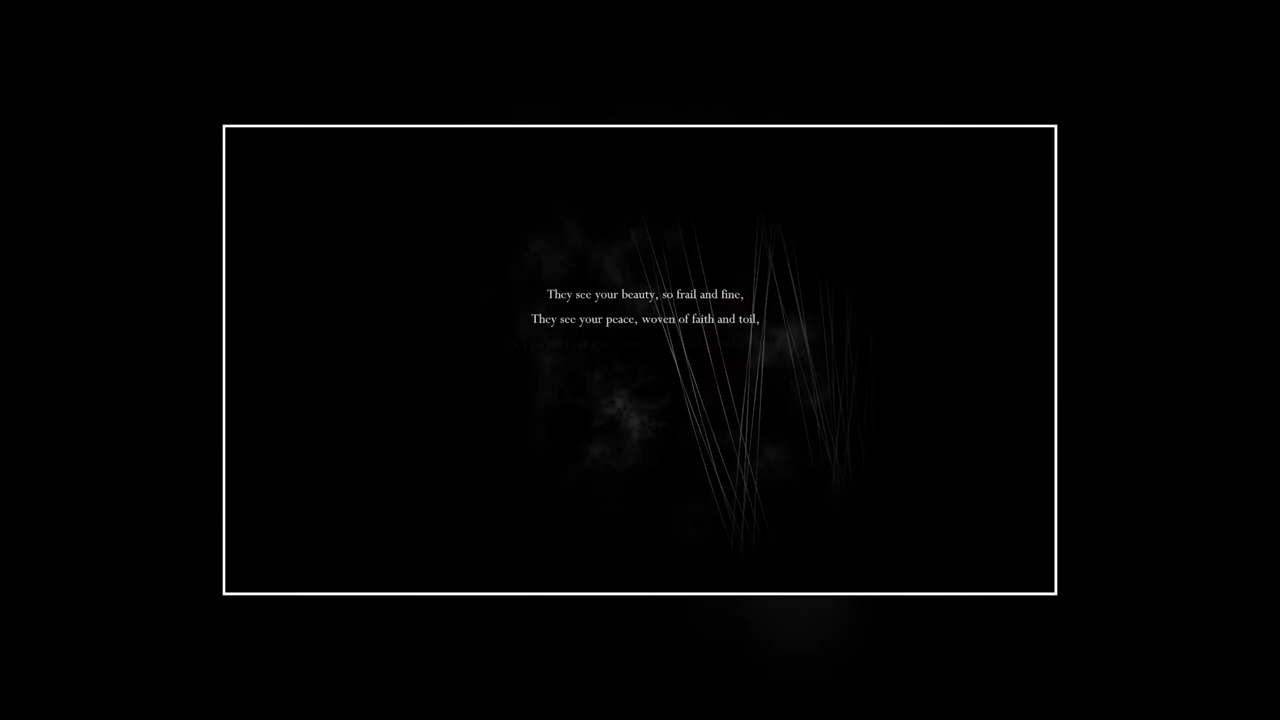 They see your beauty, so frail and fine,
They see your peace, woven of faith and toil,